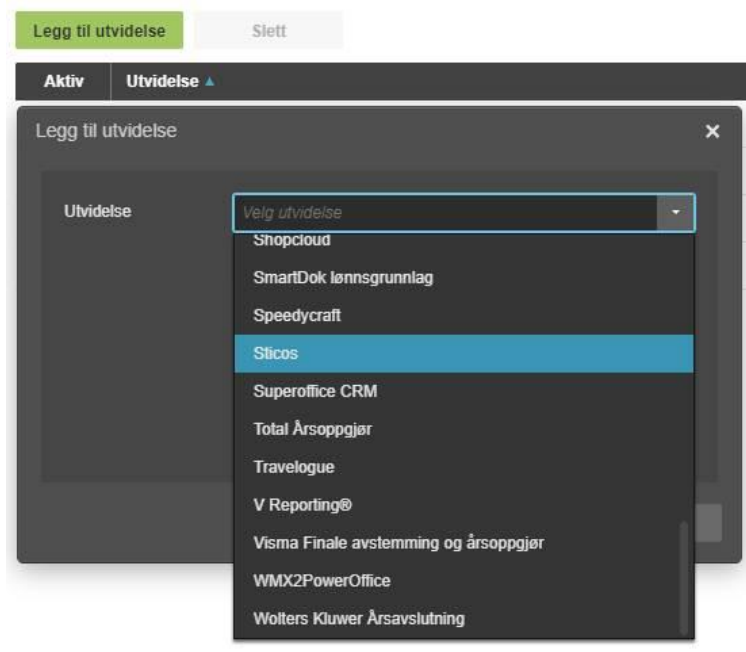 Legg til utvidelse
Slett
Aktiv
Utvidelse
Legg til utvidelse
Utvidelse
Velg utvidelse
Shopcloud
SmartDok lønnsgrunnlag
Speedycraft
Sticos
Superoffice CRM
Total Årsoppgjør
Travelogue
V Reporting®
Visma Finale avstemming og årsoppgjør
WMX2PowerOffice
Wolters Kluwer Årsavslutning